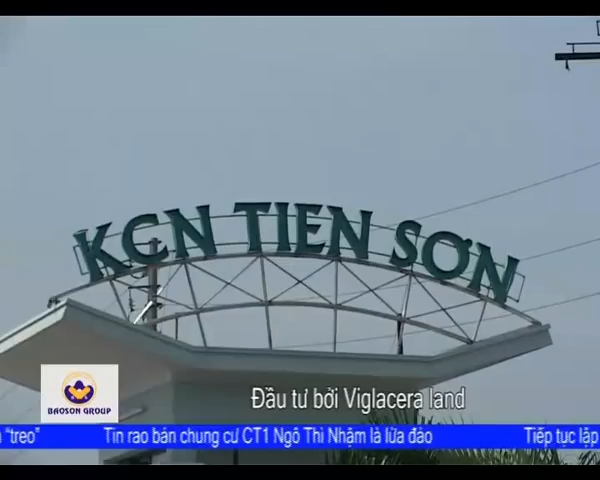 KCN TIEN SƠN
Đầu tư bởi Viglacera land
BAOSON GROUP
"treo" Tin rao bán chung cư CT1 Ngô Thì Nhậm là lừa đảo Tiếp tục lập